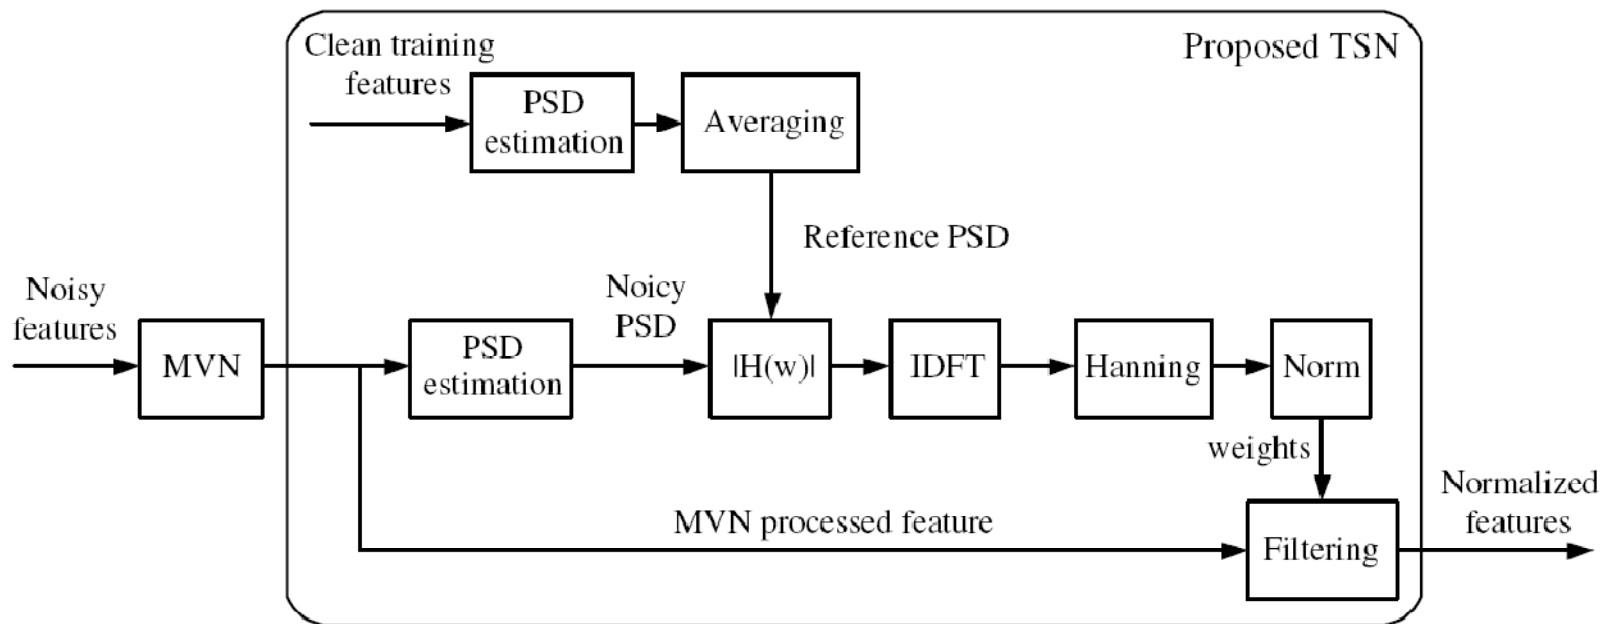 Clean training
features
Proposed TSN
PSD
estimation
Averaging
Reference PSD
Noisy
features
MVN
PSD
estimation
Noicy
PSD
|H(w)|
IDFT
Hanning
Norm
weights
MVN processed feature
Filtering
Normalized
features